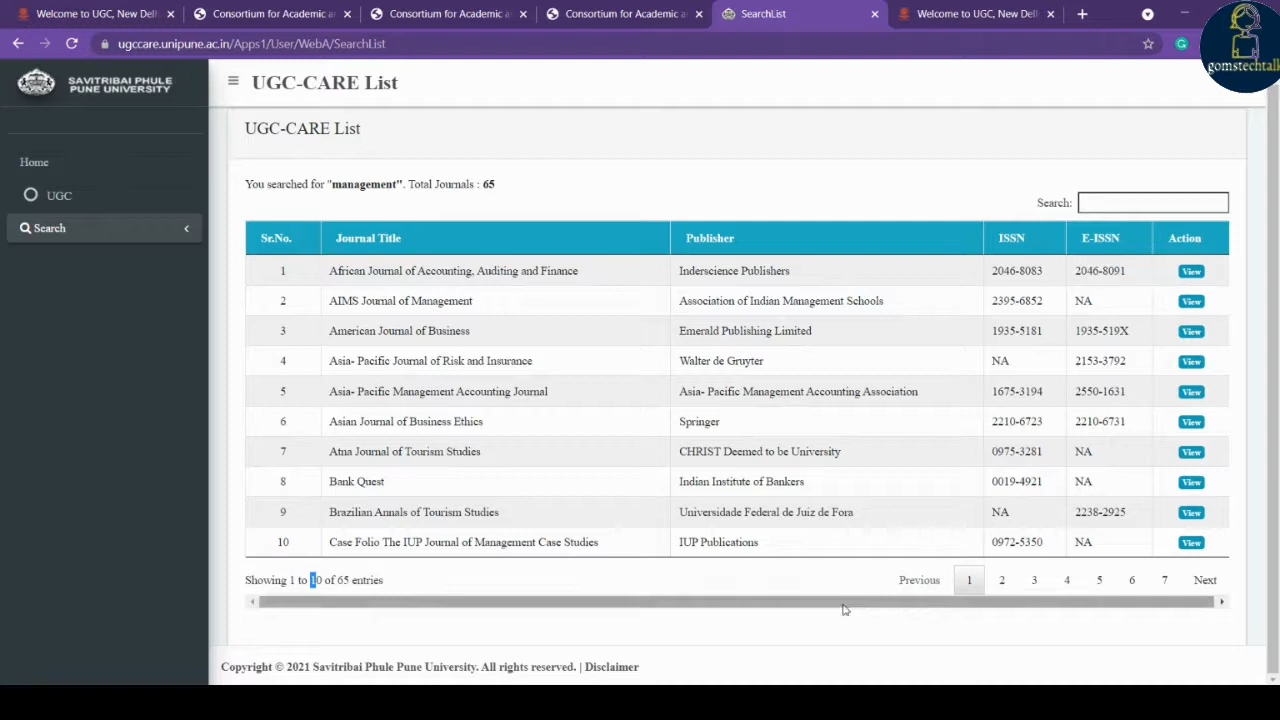 Welcome to UGC, New Delh
Consortium for Academic a
Consortium for Academic a
Consortium for Academic a
SearchList
Welcome to UGC, New Delh
ugccare.unipune.ac.in/Apps1/User/WebA/SearchList
gomstechtalk
SAVITRIBAI PHULE
PUNE UNIVERSITY
UGC-CARE List
Home
UGC
Search
UGC-CARE List
You searched for "management". Total Journals : 65
Search:
Sr.No. Journal Title Publisher ISSN E-ISSN Action
1 African Journal of Accounting, Auditing and Finance Inderscience Publishers 2046-8083 2046-8091 View
2 AIMS Journal of Management Association of Indian Management Schools 2395-6852 NA View
3 American Journal of Business Emerald Publishing Limited 1935-5181 1935-519X View
4 Asia- Pacific Journal of Risk and Insurance Walter de Gruyter NA 2153-3792 View
5 Asia- Pacific Management Accounting Journal Asia- Pacific Management Accounting Association 1675-3194 2550-1631 View
6 Asian Journal of Business Ethics Springer 2210-6723 2210-6731 View
7 Atna Journal of Tourism Studies CHRIST Deemed to be University 0975-3281 NA View
8 Bank Quest Indian Institute of Bankers 0019-4921 NA View
9 Brazilian Annals of Tourism Studies Universidade Federal de Juiz de Fora NA 2238-2925 View
10 Case Folio The IUP Journal of Management Case Studies IUP Publications 0972-5350 NA View
Showing 1 to 10 of 65 entries
Previous 1 2 3 4 5 6 7 Next
Copyright © 2021 Savitribai Phule Pune University. All rights reserved. | Disclaimer